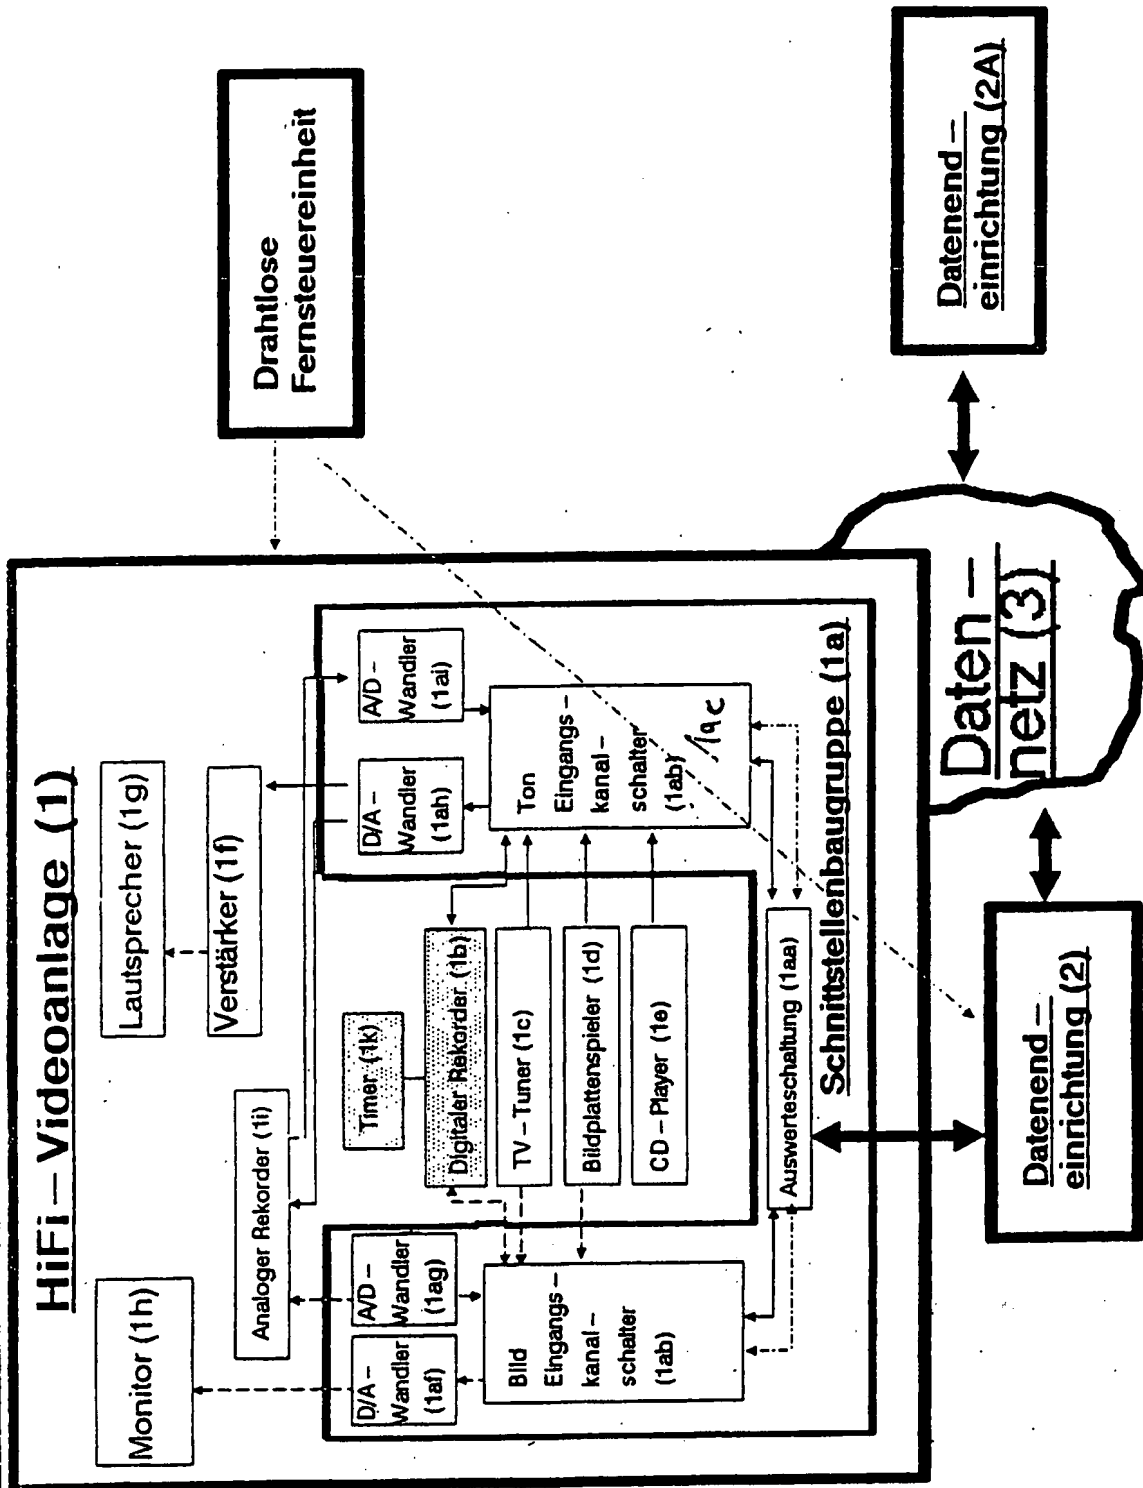 HiFi – Videoanlage (1)
Monitor (1h)
Analoger Rekorder (1i)
Lautsprecher (1g)
Verstärker (1f)
Drahtlose
Fernsteuereinheit
D/A –
Wandler
(1af)
A/D –
Wandler
(1ag)
Timer (1k)
Digitaler Rekorder (1b)
TV – Tuner (1c)
Bildplattenspieler (1d)
CD – Player (1e)
D/A –
Wandler
(1ah)
A/D –
Wandler
(1ai)
Bild
Eingangs –
kanal –
schalter
(1ab)
Ton
Eingangs –
kanal –
schalter
(1ab) 1ac
Auswerteschaltung (1aa)
Schnittstellenbaugruppe (1a)
Datenend –
einrichtung (2)
Daten –
netz (3)
Datenend –
einrichtung (2A)